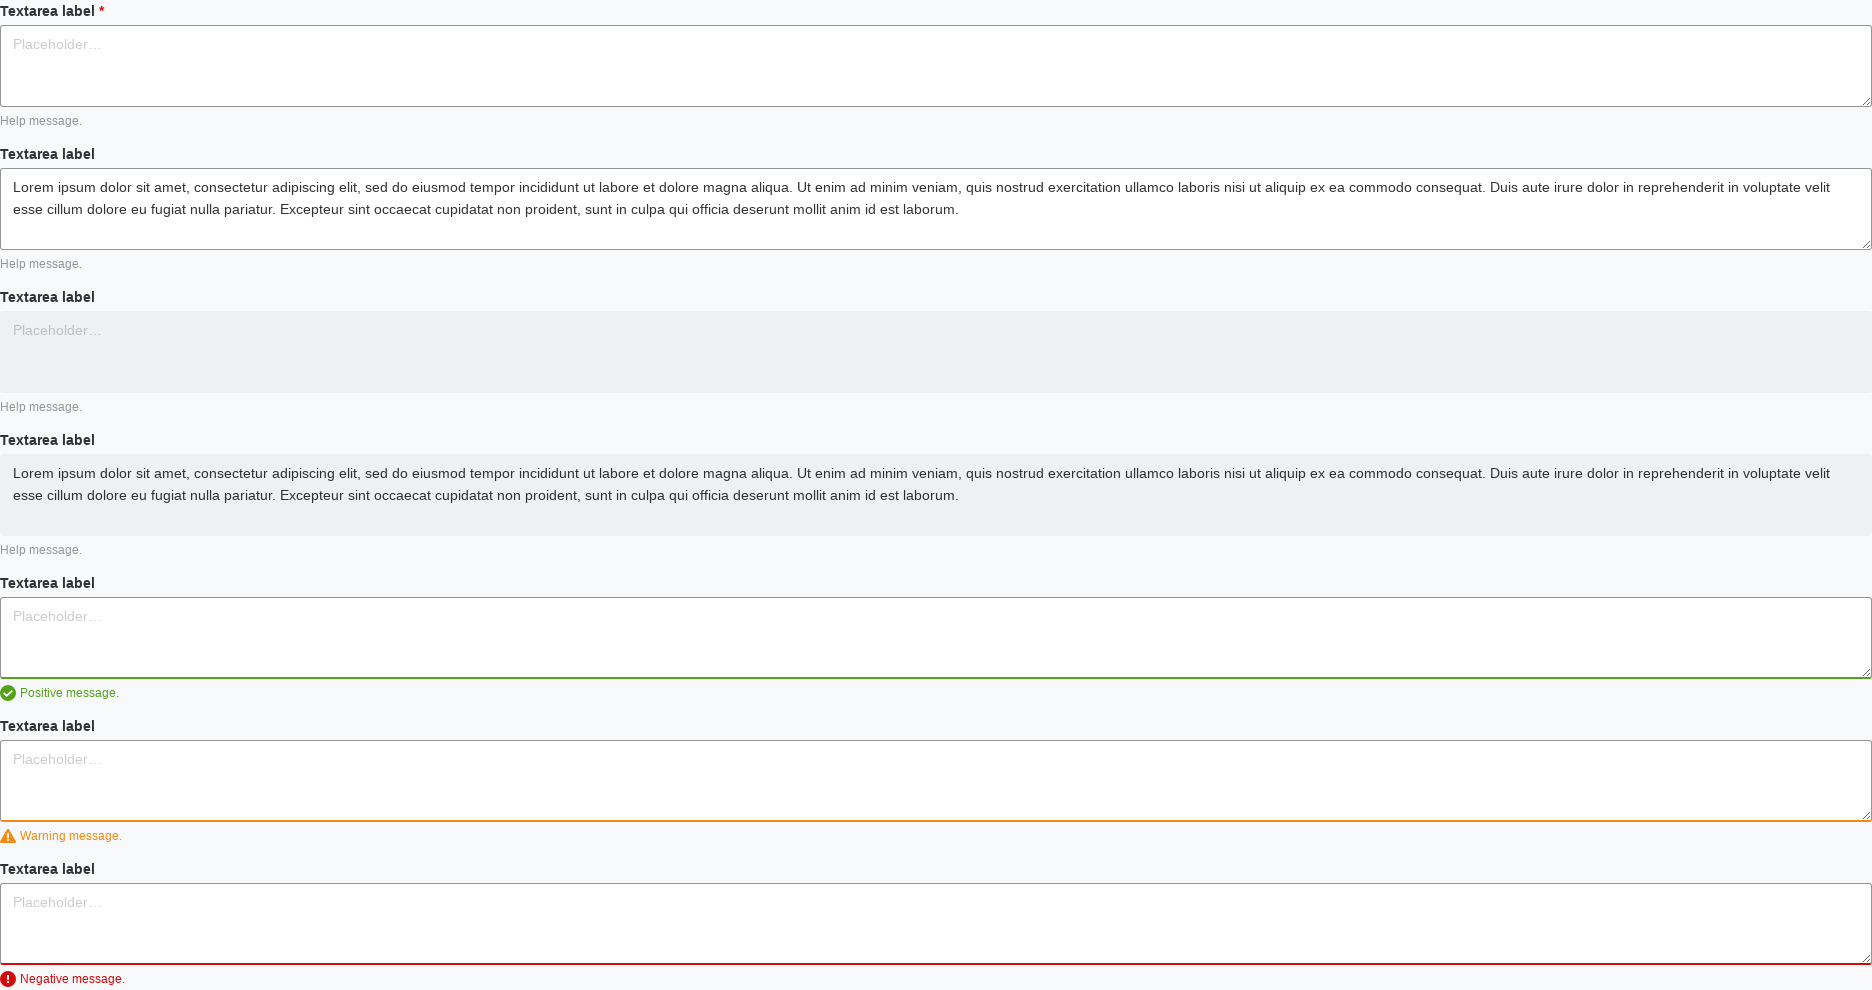 Textarea label *
Placeholder…
Help message.
Textarea label
Lorem ipsum dolor sit amet, consectetur adipiscing elit, sed do eiusmod tempor incididunt ut labore et dolore magna aliqua. Ut enim ad minim veniam, quis nostrud exercitation ullamco laboris nisi ut aliquip ex ea commodo consequat. Duis aute irure dolor in reprehenderit in voluptate velit
esse cillum dolore eu fugiat nulla pariatur. Excepteur sint occaecat cupidatat non proident, sunt in culpa qui officia deserunt mollit anim id est laborum.
Help message.
Textarea label
Placeholder…
Help message.
Textarea label
Lorem ipsum dolor sit amet, consectetur adipiscing elit, sed do eiusmod tempor incididunt ut labore et dolore magna aliqua. Ut enim ad minim veniam, quis nostrud exercitation ullamco laboris nisi ut aliquip ex ea commodo consequat. Duis aute irure dolor in reprehenderit in voluptate velit
esse cillum dolore eu fugiat nulla pariatur. Excepteur sint occaecat cupidatat non proident, sunt in culpa qui officia deserunt mollit anim id est laborum.
Help message.
Textarea label
Placeholder…
Positive message.
Textarea label
Placeholder…
Warning message.
Textarea label
Placeholder…
Negative message.